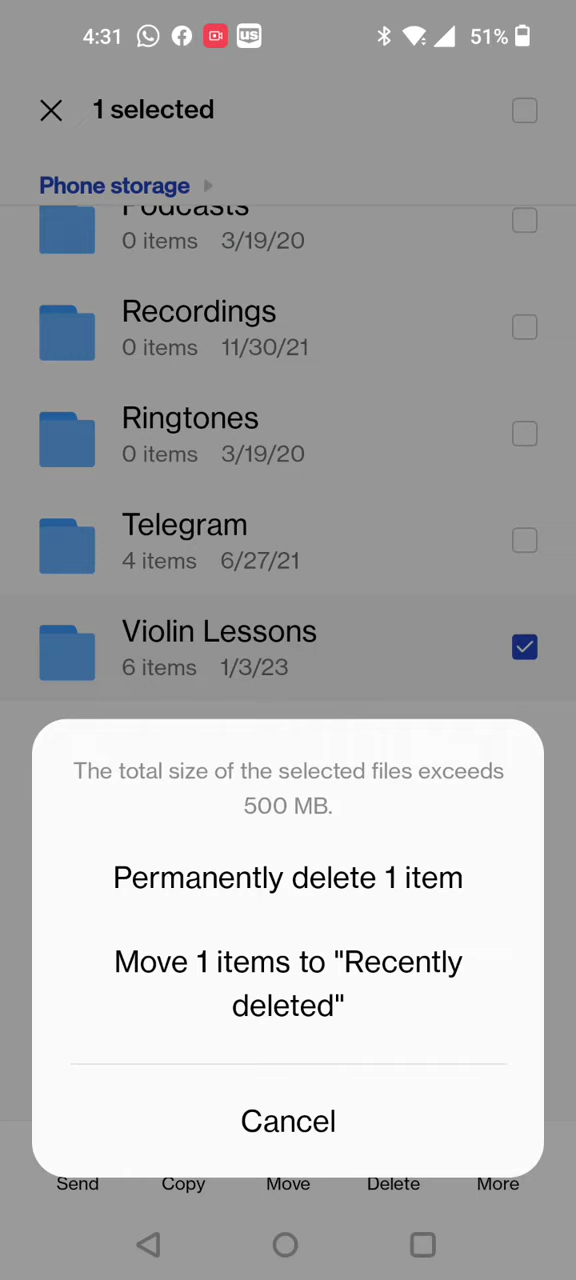 4:31 US 51%
1 selected
Phone storage
Podcasts
0 items 3/19/20
Recordings
0 items 11/30/21
Ringtones
0 items 3/19/20
Telegram
4 items 6/27/21
Violin Lessons
6 items 1/3/23
The total size of the selected files exceeds
500 MB.
Permanently delete 1 item
Move 1 items to "Recently
deleted"
Cancel
Send Copy Move Delete More